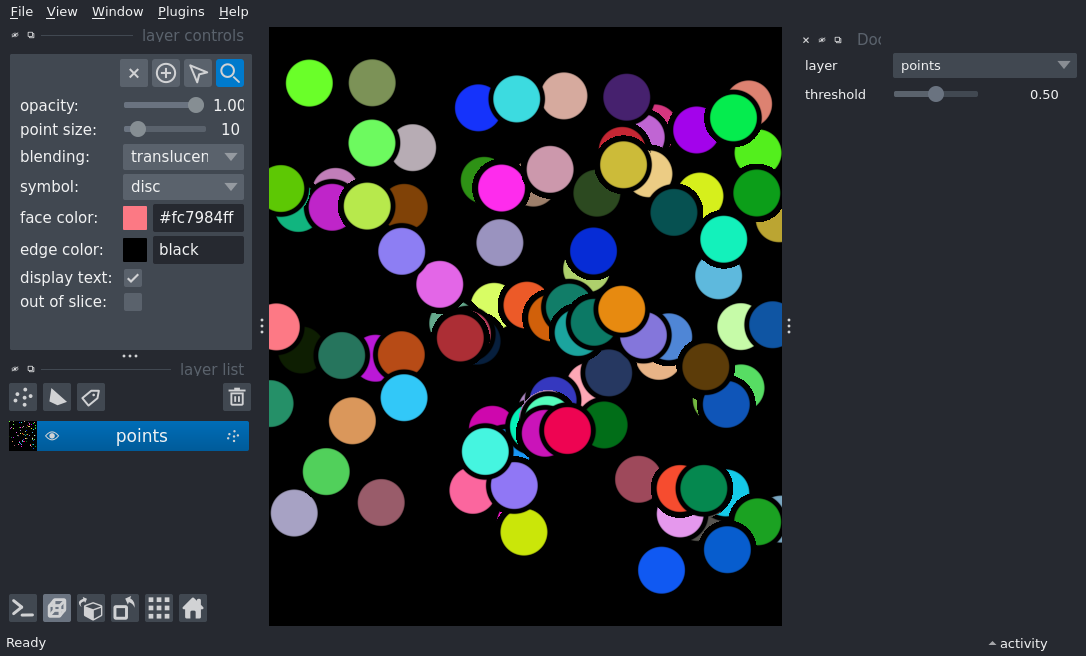 File View Window Plugins Help
layer controls
opacity: 1.00
point size: 10
blending: translucen
symbol: disc
face color: #fc7984ff
edge color: black
display text:
out of slice:
layer list
points
Ready
Doc
layer points
threshold 0.50
activity